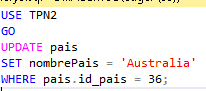 USE TPN2
GO
UPDATE pais
SET nombrePais = 'Australia'
WHERE pais.id_pais = 36;